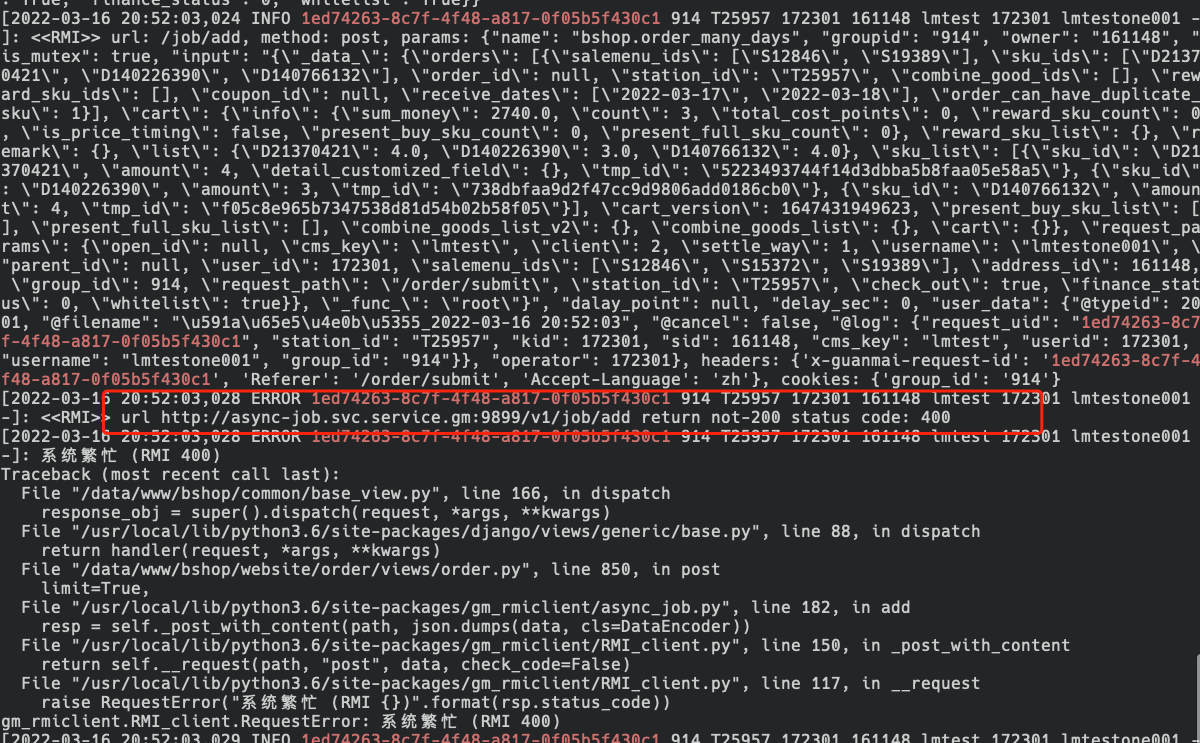 : true, "finance_status": 0, "whitelist": true}}
[2022-03-16 20:52:03,024 INFO 1ed74263-8c7f-4f48-a817-0f05b5f430c1 914 T25957 172301 161148 lmtest 172301 lmtestone001 -
]: <<RMI>> url: /job/add, method: post, params: {"name": "bshop.order_many_days", "groupid": "914", "owner": "161148", "
is_mutex": true, "input": "{\"_data_\": {\"orders\": [{\"salemenu_ids\": [\"S12846\", \"S19389\"], \"sku_ids\": [\"D2137
0421\", \"D140226390\", \"D140766132\"], \"order_id\": null, \"station_id\": \"T25957\", \"combine_good_ids\": [], \"rew
ard_sku_ids\": [], \"coupon_id\": null, \"receive_dates\": [\"2022-03-17\", \"2022-03-18\"], \"order_can_have_duplicate_
sku\": 1}], \"cart\": {\"info\": {\"sum_money\": 2740.0, \"count\": 3, \"total_cost_points\": 0, \"reward_sku_count\": 0
, \"is_price_timing\": false, \"present_buy_sku_count\": 0, \"present_full_sku_count\": 0}, \"reward_sku_list\": {}, \"r
emark\": {}, \"list\": {\"D21370421\": 4.0, \"D140226390\": 3.0, \"D140766132\": 4.0}, \"sku_list\": [{\"sku_id\": \"D21
370421\", \"amount\": 4, \"detail_customized_field\": {}, \"tmp_id\": \"5223493744f14d3dbba5b8faa05e58a5\"}, {\"sku_id\"
: \"D140226390\", \"amount\": 3, \"tmp_id\": \"738dbfaa9d2f47cc9d9806add0186cb0\"}, {\"sku_id\": \"D140766132\", \"amoun
t\": 4, \"tmp_id\": \"f05c8e965b7347538d81d54b02b58f05\"}], \"cart_version\": 1647431949623, \"present_buy_sku_list\": [
], \"present_full_sku_list\": [], \"combine_goods_list_v2\": {}, \"combine_goods_list\": {}, \"cart\": {}}, \"request_pa
rams\": {\"open_id\": null, \"cms_key\": \"lmtest\", \"client\": 2, \"settle_way\": 1, \"username\": \"lmtestone001\", \
"parent_id\": null, \"user_id\": 172301, \"salemenu_ids\": [\"S12846\", \"S15372\", \"S19389\"], \"address_id\": 161148,
 \"group_id\": 914, \"request_path\": \"/order/submit\", \"station_id\": \"T25957\", \"check_out\": true, \"finance_stat
us\": 0, \"whitelist\": true}}, \"_func_\": \"root\"}", "dalay_point": null, "delay_sec": 0, "user_data": {"@typeid": 20
01, "@filename": "\u591a\u65e5\u4e0b\u5355_2022-03-16 20:52:03", "@cancel": false, "@log": {"request_uid": "1ed74263-8c7
f-4f48-a817-0f05b5f430c1", "station_id": "T25957", "kid": 172301, "sid": 161148, "cms_key": "lmtest", "userid": 172301,
"username": "lmtestone001", "group_id": "914"}}, "operator": 172301}, headers: {'x-guanmai-request-id': '1ed74263-8c7f-4
f48-a817-0f05b5f430c1', 'Referer': '/order/submit', 'Accept-Language': 'zh'}, cookies: {'group_id': '914'}
[2022-03-16 20:52:03,028 ERROR 1ed74263-8c7f-4f48-a817-0f05b5f430c1 914 T25957 172301 161148 lmtest 172301 lmtestone001
-]: <<RMI>> url http://async-job.svc.service.gm:9899/v1/job/add return not-200 status code: 400
[2022-03-16 20:52:03,028 ERROR 1ed74263-8c7f-4f48-a817-0f05b5f430c1 914 T25957 172301 161148 lmtest 172301 lmtestone001
-]: 系统繁忙 (RMI 400)
Traceback (most recent call last):
  File "/data/www/bshop/common/base_view.py", line 166, in dispatch
    response_obj = super().dispatch(request, *args, **kwargs)
  File "/usr/local/lib/python3.6/site-packages/django/views/generic/base.py", line 88, in dispatch
    return handler(request, *args, **kwargs)
  File "/data/www/bshop/website/order/views/order.py", line 850, in post
    limit=True,
  File "/usr/local/lib/python3.6/site-packages/gm_rmiclient/async_job.py", line 182, in add
    resp = self._post_with_content(path, json.dumps(data, cls=DataEncoder))
  File "/usr/local/lib/python3.6/site-packages/gm_rmiclient/RMI_client.py", line 150, in _post_with_content
    return self.__request(path, "post", data, check_code=False)
  File "/usr/local/lib/python3.6/site-packages/gm_rmiclient/RMI_client.py", line 117, in __request
    raise RequestError("系统繁忙 (RMI {})".format(rsp.status_code))
gm_rmiclient.RMI_client.RequestError: 系统繁忙 (RMI 400)
[2022-03-16 20:52:03,029 INFO 1ed74263-8c7f-4f48-a817-0f05b5f430c1 914 T25957 172301 161148 lmtest 172301 lmtestone001 -